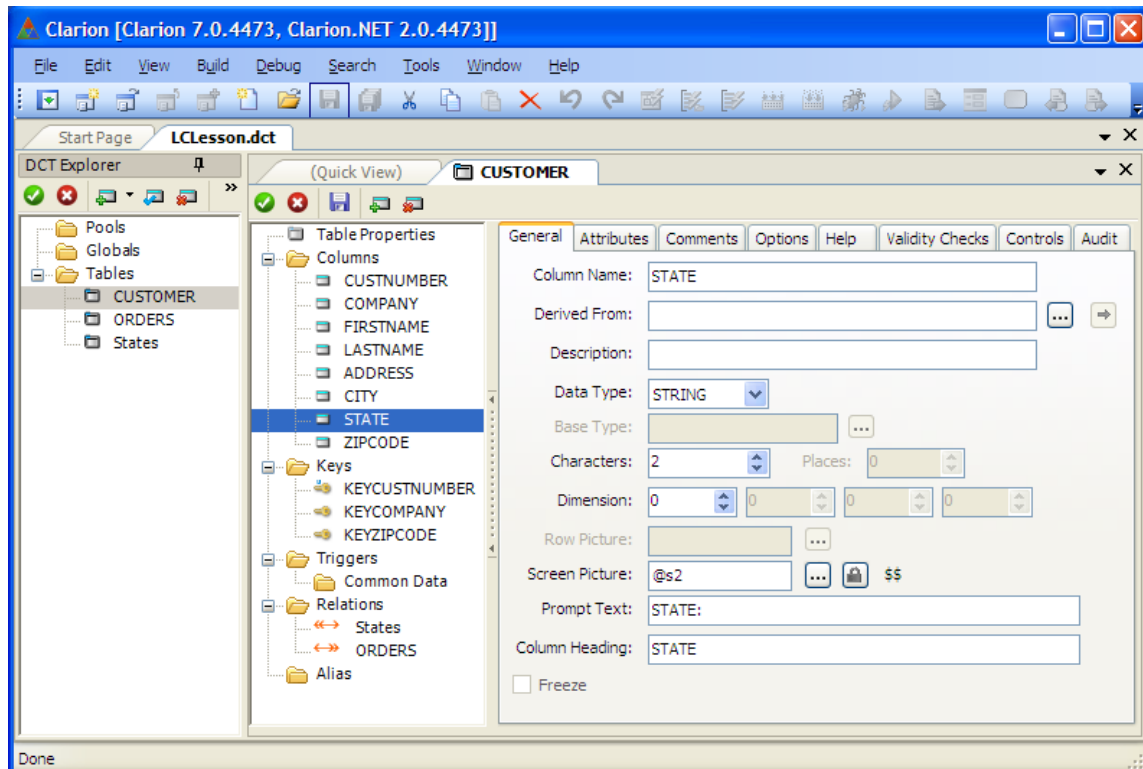 Clarion [Clarion 7.0.4473, Clarion.NET 2.0.4473]]
File Edit View Build Debug Search Tools Window Help
Start Page LCLesson.dct
DCT Explorer
Pools
Globals
Tables
CUSTOMER
ORDERS
States
(Quick View) CUSTOMER
Table Properties
Columns
CUSTNUMBER
COMPANY
FIRSTNAME
LASTNAME
ADDRESS
CITY
STATE
ZIPCODE
Keys
KEYCUSTNUMBER
KEYCOMPANY
KEYZIPCODE
Triggers
Common Data
Relations
States
ORDERS
Alias
General Attributes Comments Options Help Validity Checks Controls Audit
Column Name: STATE
Derived From: ...
Description:
Data Type: STRING
Base Type: ...
Characters: 2 Places: 0
Dimension: 0 0 0 0
Row Picture: ...
Screen Picture: @s2 ... $$
Prompt Text: STATE:
Column Heading: STATE
Freeze
Done